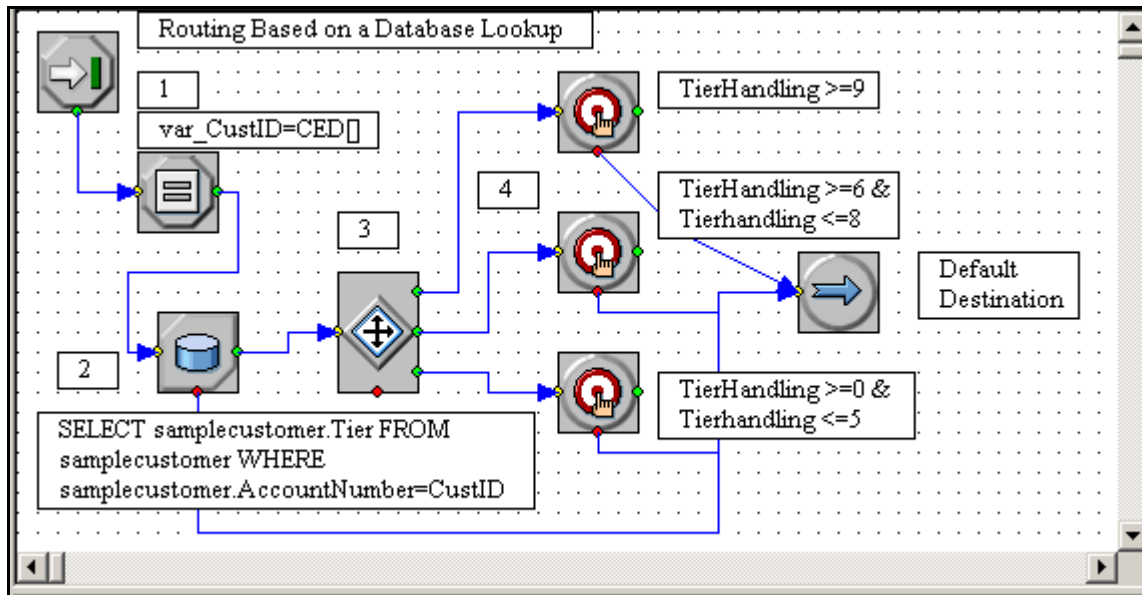 Routing Based on a Database Lookup
1
var_CustID=CED[]
TierHandling >=9
4
TierHandling >=6 &
Tierhandling <=8
3
Default
Destination
2
TierHandling >=0 &
Tierhandling <=5
SELECT samplecustomer.Tier FROM
samplecustomer WHERE
samplecustomer.AccountNumber=CustID